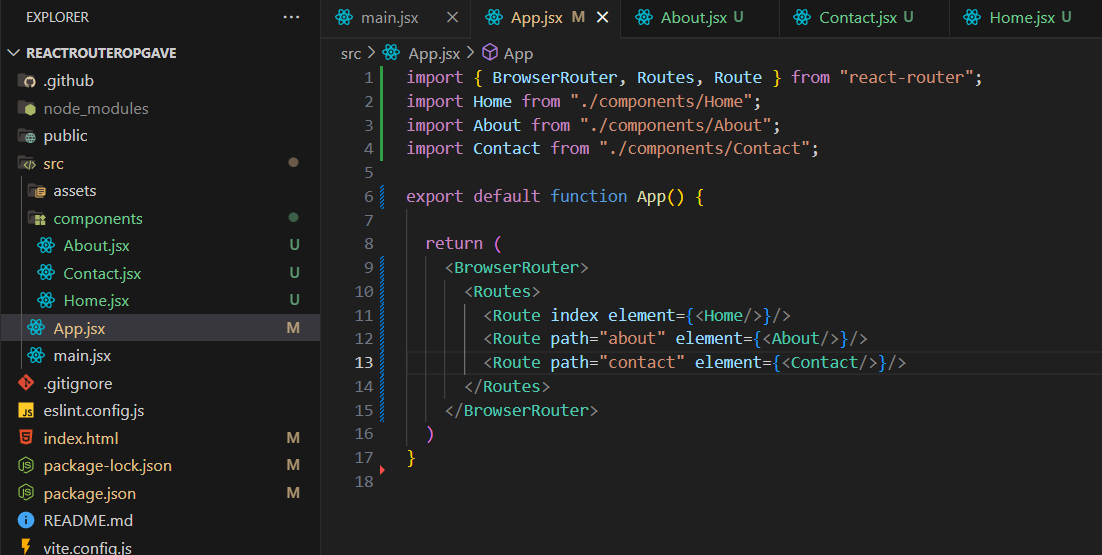 EXPLORER ...
REACTROUTEROPGAVE
.github
node_modules
public
src
assets
components
About.jsx U
Contact.jsx U
Home.jsx U
App.jsx M
main.jsx
.gitignore
JS eslint.config.js
index.html M
package-lock.json M
package.json M
README.md
vite.config.js
main.jsx App.jsx M About.jsx U Contact.jsx U Home.jsx U
src > App.jsx > App
1 import { BrowserRouter, Routes, Route } from "react-router";
2 import Home from "./components/Home";
3 import About from "./components/About";
4 import Contact from "./components/Contact";
5
6 export default function App() {
7
8 return (
9 <BrowserRouter>
10 <Routes>
11 <Route index element={<Home/>}/>
12 <Route path="about" element={<About/>}/>
13 <Route path="contact" element={<Contact/>}/>
14 </Routes>
15 </BrowserRouter>
16 )
17 }
18